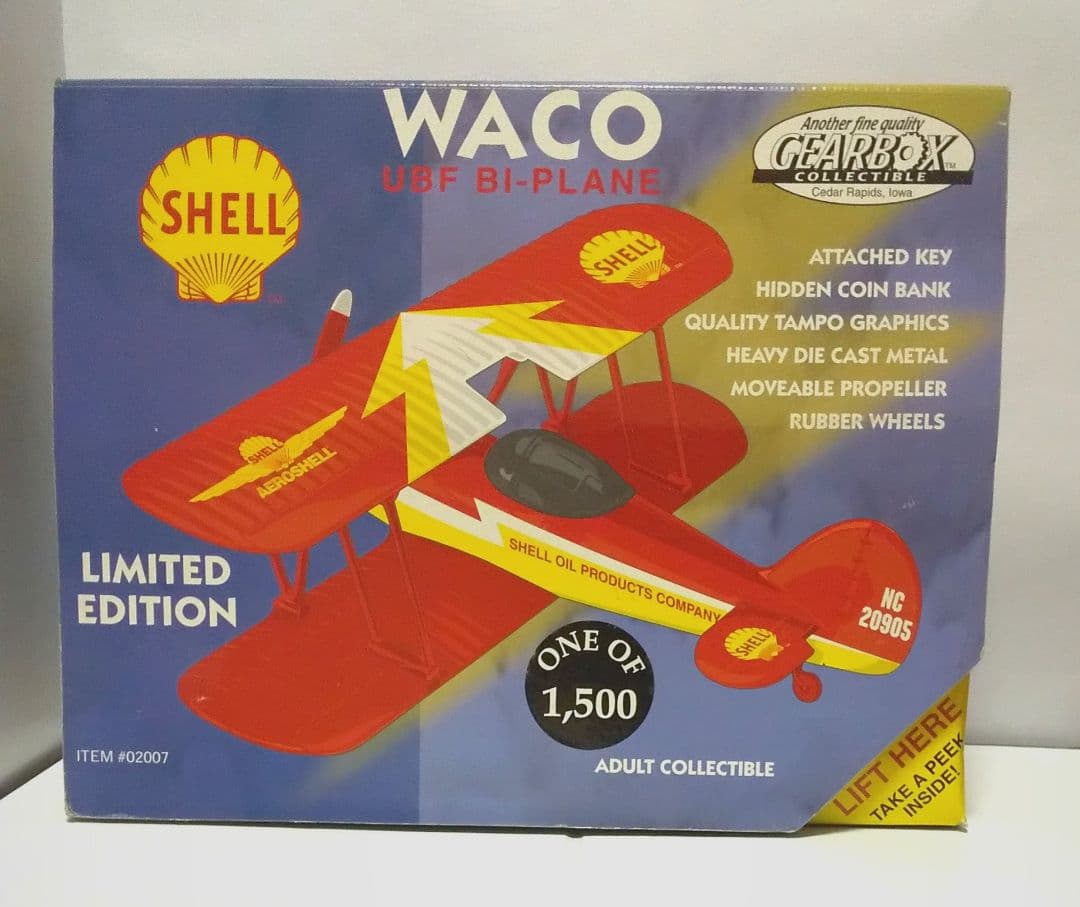 WACO
UBF BI-PLANE
SHELL
TM
Another fine quality
GEARBOX
TM
COLLECTIBLE
Cedar Rapids, Iowa
ATTACHED KEY
HIDDEN COIN BANK
QUALITY TAMPO GRAPHICS
HEAVY DIE CAST METAL
MOVEABLE PROPELLER
RUBBER WHEELS
SHELL
SHELL
AEROSHELL
SHELL OIL PRODUCTS COMPANY
NC
20905
SHELL
LIMITED
EDITION
ONE OF
1,500
ITEM #02007
ADULT COLLECTIBLE
LIFT HERE
TAKE A PEEK
INSIDE!